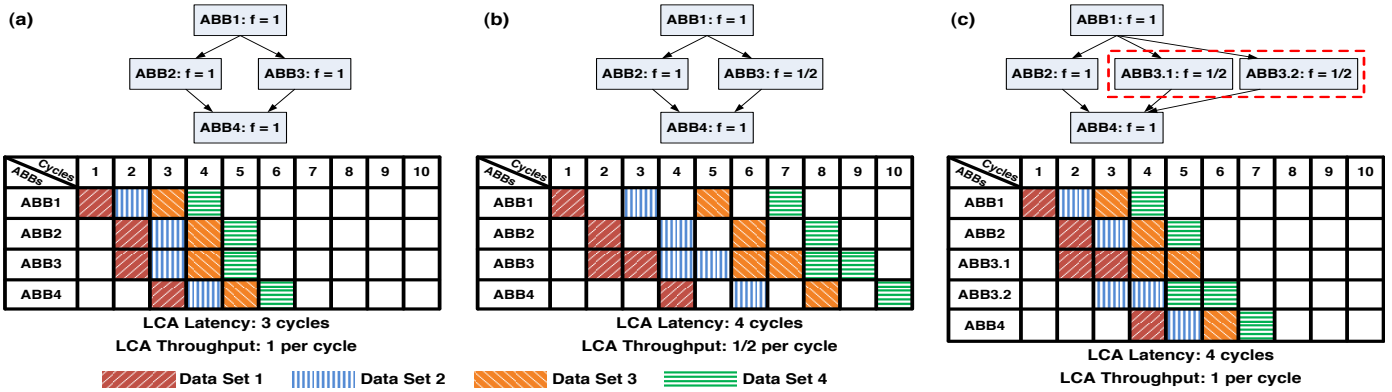 (a)
ABB1: f = 1
ABB2: f = 1
ABB3: f = 1
ABB4: f = 1
Cycles
ABBs
1 2 3 4 5 6 7 8 9 10
ABB1
ABB2
ABB3
ABB4
LCA Latency: 3 cycles
LCA Throughput: 1 per cycle
(b)
ABB1: f = 1
ABB2: f = 1
ABB3: f = 1/2
ABB4: f = 1
Cycles
ABBs
1 2 3 4 5 6 7 8 9 10
ABB1
ABB2
ABB3
ABB4
LCA Latency: 4 cycles
LCA Throughput: 1/2 per cycle
(c)
ABB1: f = 1
ABB2: f = 1
ABB3.1: f = 1/2
ABB3.2: f = 1/2
ABB4: f = 1
Cycles
ABBs
1 2 3 4 5 6 7 8 9 10
ABB1
ABB2
ABB3.1
ABB3.2
ABB4
LCA Latency: 4 cycles
LCA Throughput: 1 per cycle
Data Set 1
Data Set 2
Data Set 3
Data Set 4